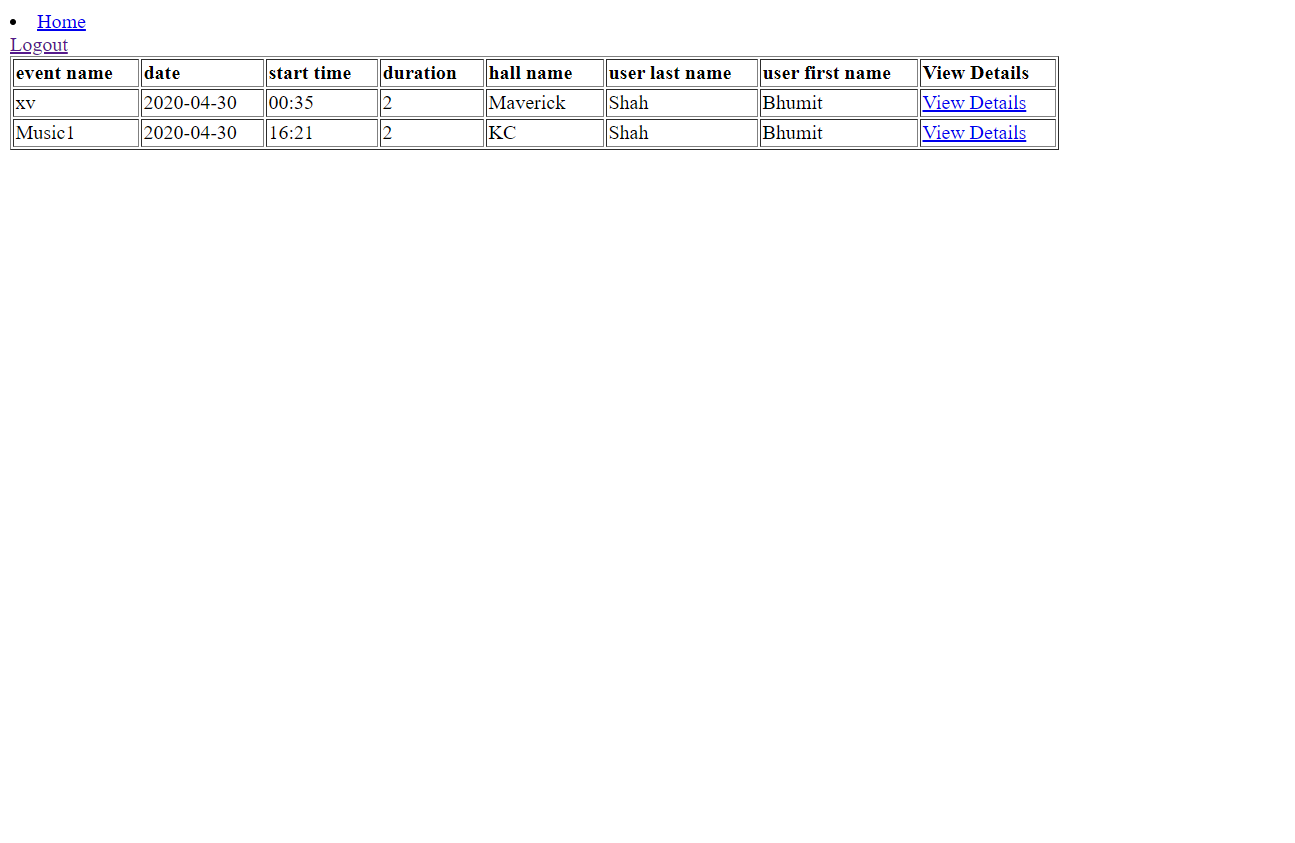 Home
Logout
event name date start time duration hall name user last name user first name View Details
xv 2020-04-30 00:35 2 Maverick Shah Bhumit View Details
Music1 2020-04-30 16:21 2 KC Shah Bhumit View Details